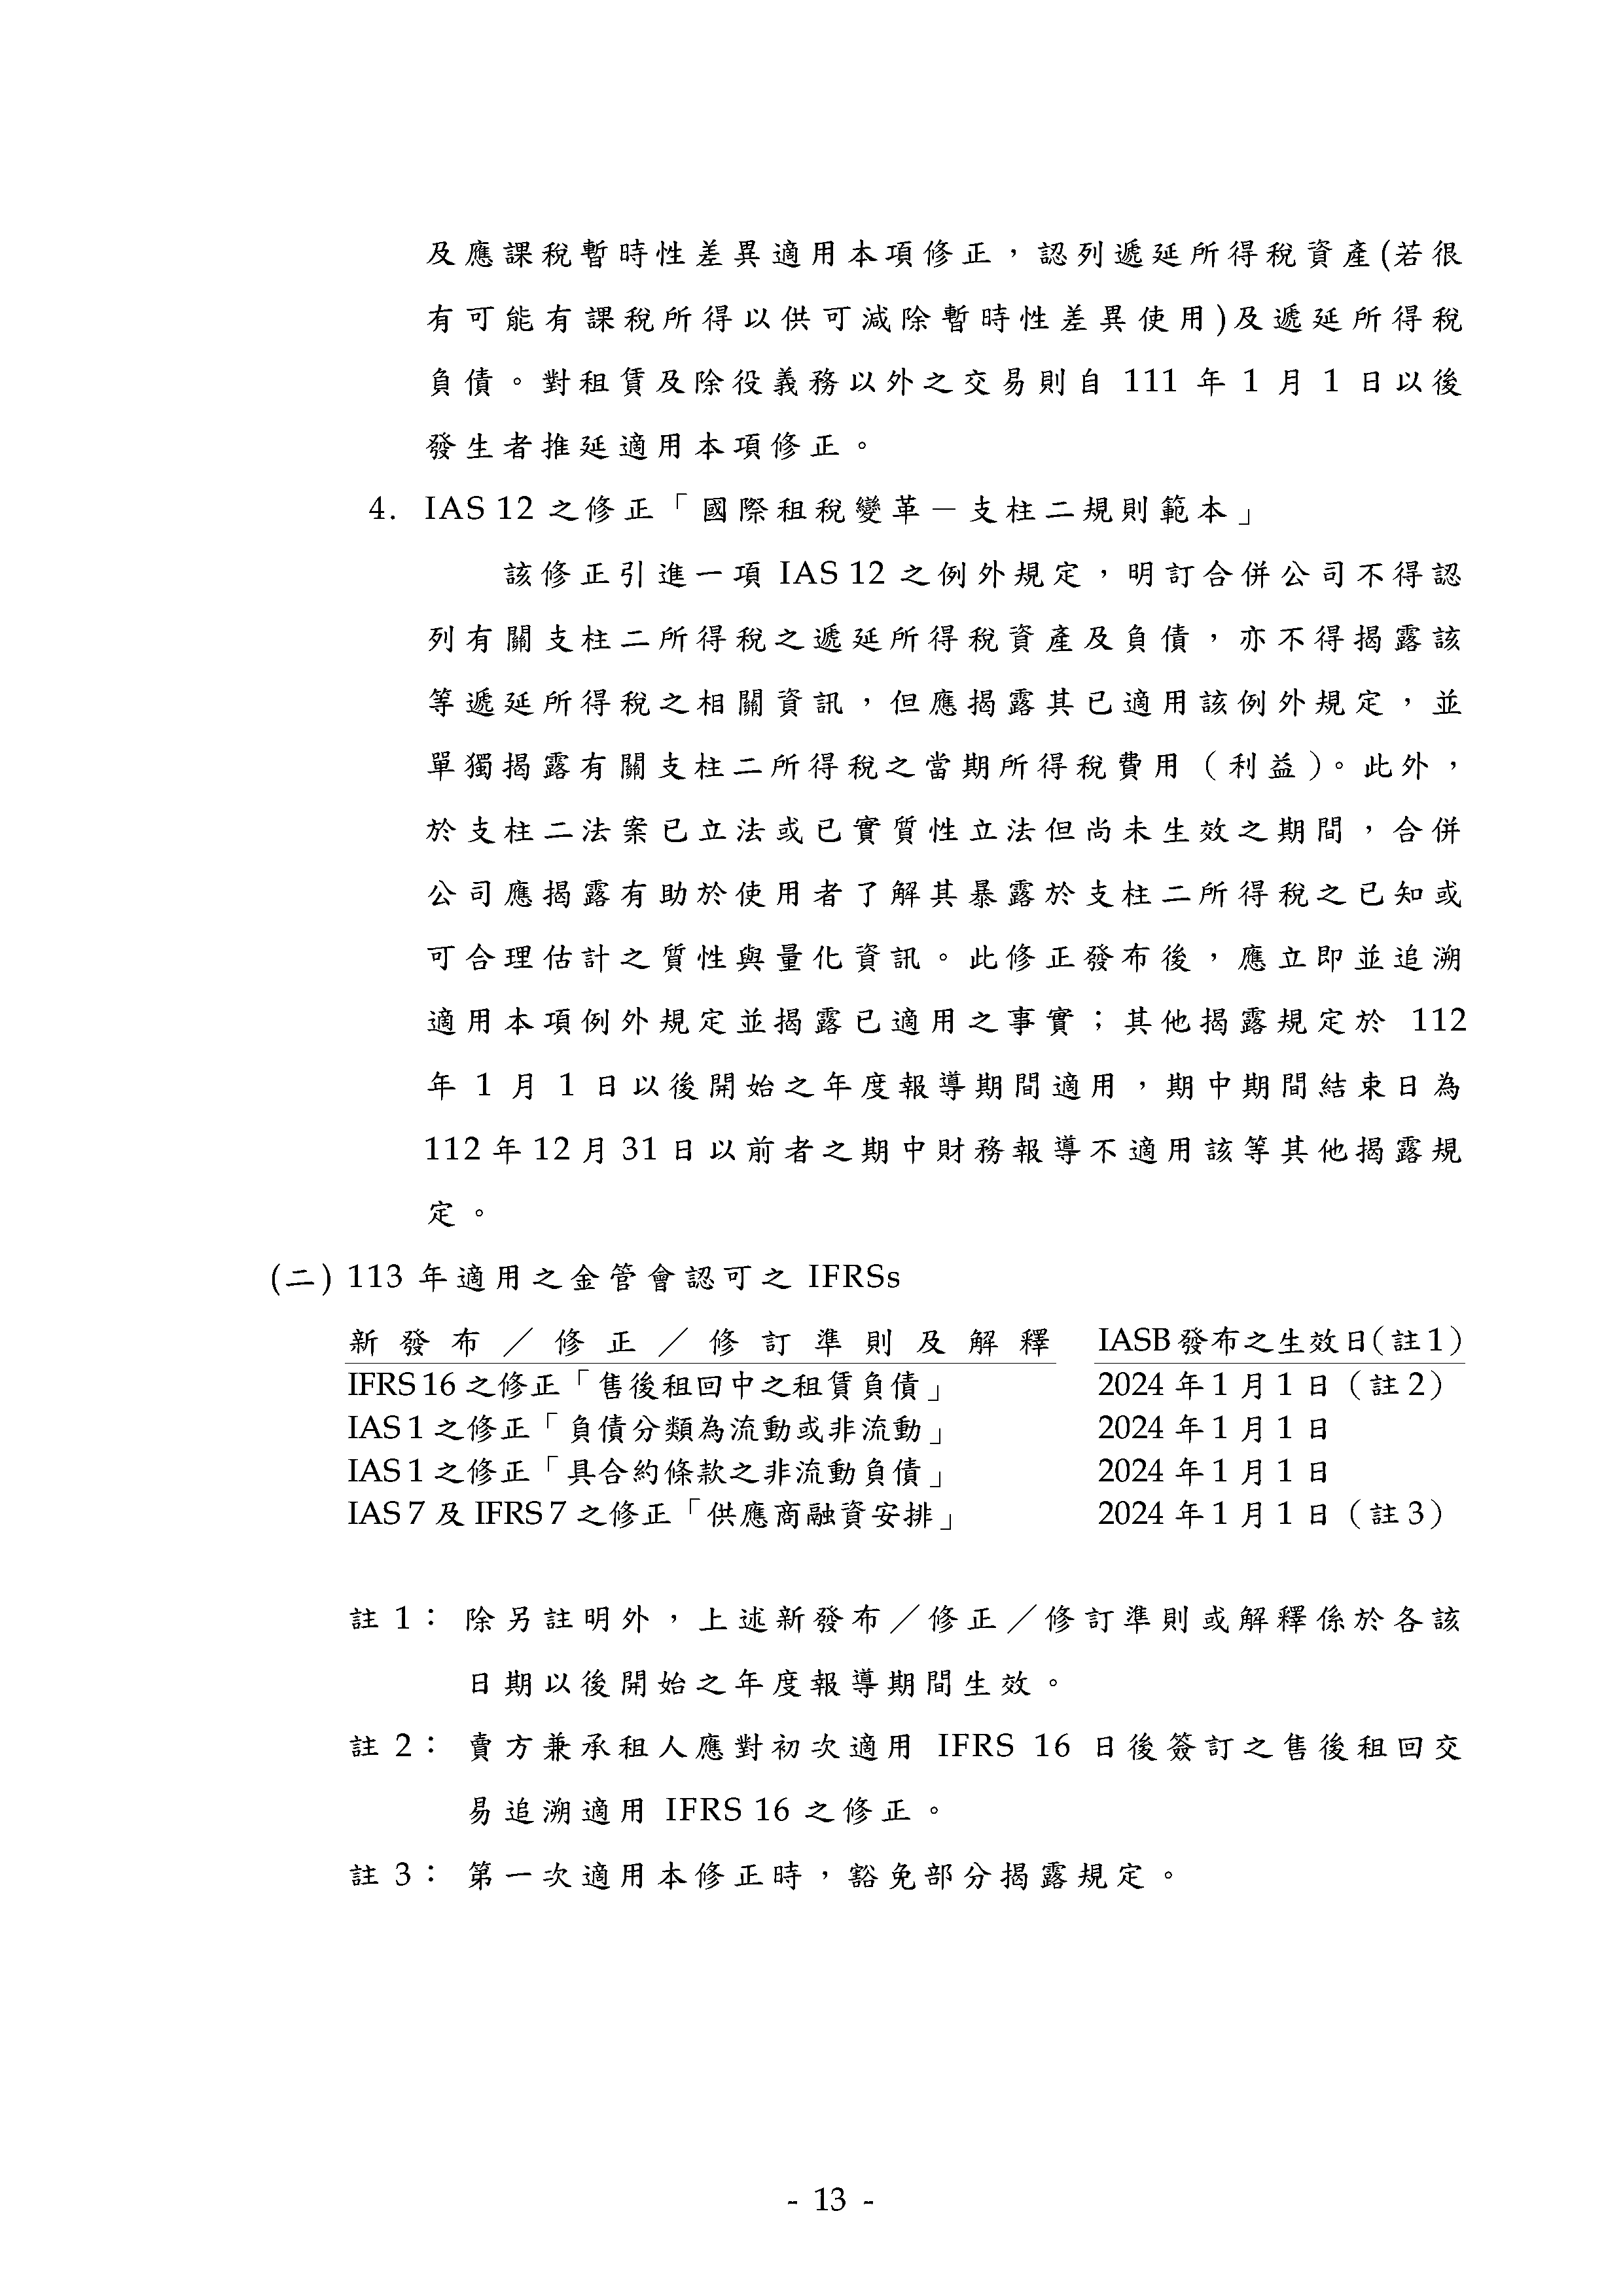 及應課稅暫時性差異適用本項修正，認列遞延所得稅資產(若很
有可能有課稅所得以供可減除暫時性差異使用)及遞延所得稅
負債。對租賃及除役義務以外之交易則自 111 年 1 月 1 日以後
發生者推延適用本項修正。
4. IAS 12 之修正「國際租稅變革－支柱二規則範本」
該修正引進一項 IAS 12 之例外規定，明訂合併公司不得認
列有關支柱二所得稅之遞延所得稅資產及負債，亦不得揭露該
等遞延所得稅之相關資訊，但應揭露其已適用該例外規定，並
單獨揭露有關支柱二所得稅之當期所得稅費用（利益）。此外，
於支柱二法案已立法或已實質性立法但尚未生效之期間，合併
公司應揭露有助於使用者了解其暴露於支柱二所得稅之已知或
可合理估計之質性與量化資訊。此修正發布後，應立即並追溯
適用本項例外規定並揭露已適用之事實；其他揭露規定於 112
年 1 月 1 日以後開始之年度報導期間適用，期中期間結束日為
112 年 12 月 31 日以前者之期中財務報導不適用該等其他揭露規
定。
(二) 113 年適用之金管會認可之 IFRSs
新發布／修正／修訂準則及解釋 IASB 發布之生效日(註 1)
IFRS 16 之修正「售後租回中之租賃負債」 2024 年 1 月 1 日（註 2）
IAS 1 之修正「負債分類為流動或非流動」 2024 年 1 月 1 日
IAS 1 之修正「具合約條款之非流動負債」 2024 年 1 月 1 日
IAS 7 及 IFRS 7 之修正「供應商融資安排」 2024 年 1 月 1 日（註 3）
註 1： 除另註明外，上述新發布／修正／修訂準則或解釋係於各該
日期以後開始之年度報導期間生效。
註 2： 賣方兼承租人應對初次適用 IFRS 16 日後簽訂之售後租回交
易追溯適用 IFRS 16 之修正。
註 3： 第一次適用本修正時，豁免部分揭露規定。
- 13 -